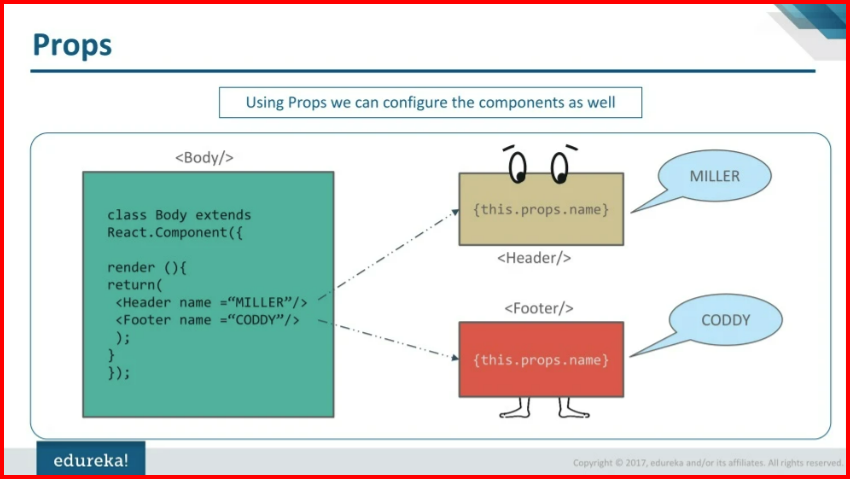 Props
Using Props we can configure the components as well
<Body/>
class Body extends
React.Component({
render (){
return(
<Header name =“MILLER”/>
<Footer name =“CODDY”/>
);
}
});
{this.props.name}
<Header/>
MILLER
<Footer/>
{this.props.name}
CODDY
edureka!
Copyright © 2017, edureka and/or its affiliates. All rights reserved.